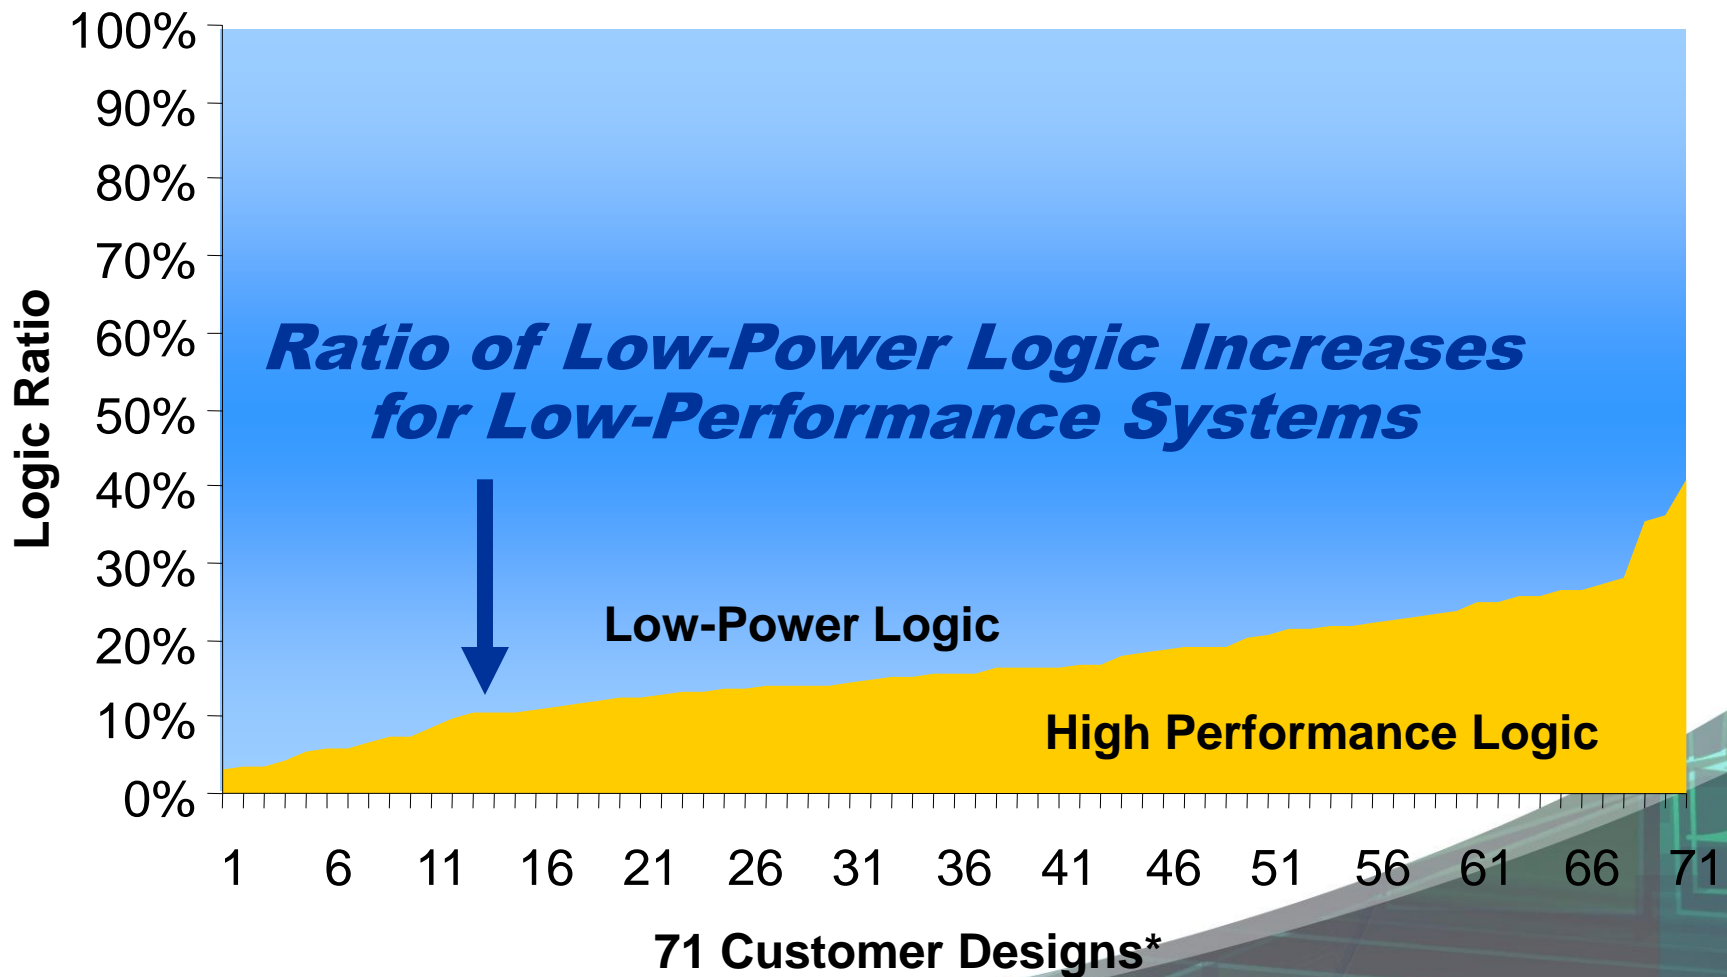 100%
90%
80%
70%
60%
50%
40%
30%
20%
10%
0%
Logic Ratio
Ratio of Low-Power Logic Increases
for Low-Performance Systems
Low-Power Logic
High Performance Logic
1 6 11 16 21 26 31 36 41 46 51 56 61 66 71
71 Customer Designs*